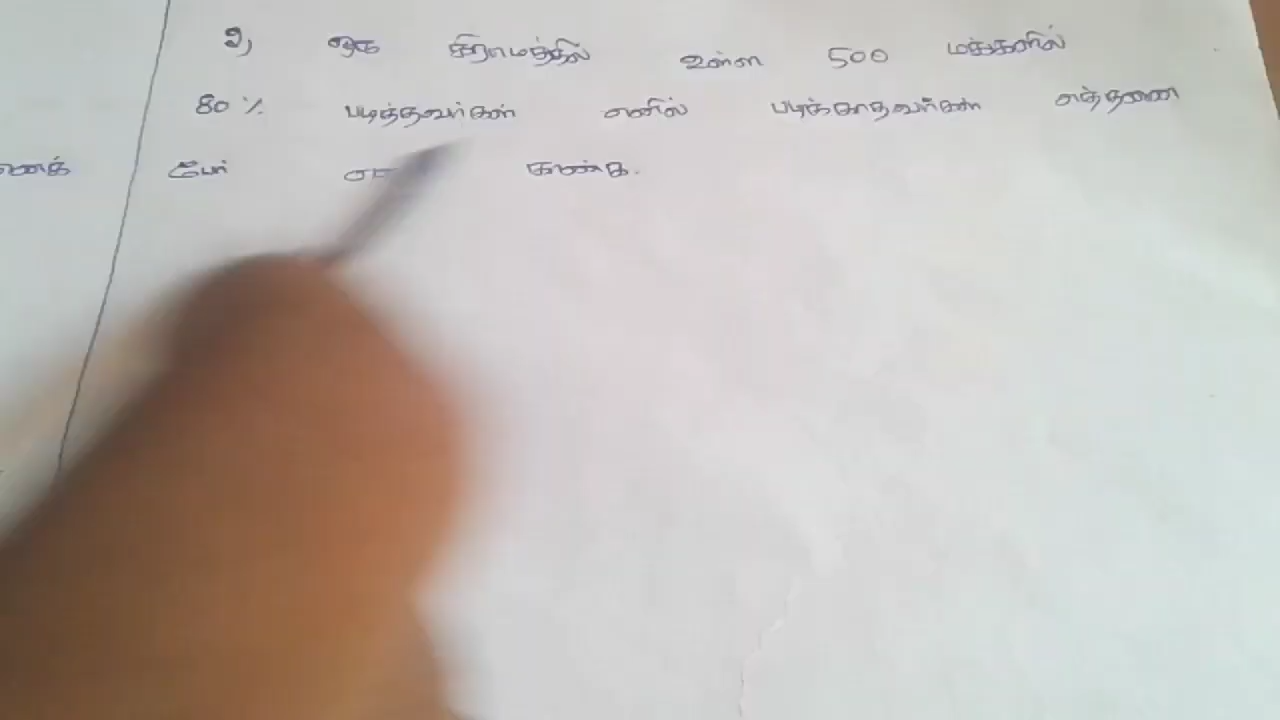 2) ஒரு கிராமத்தில் உள்ள 500 மக்களில்
80 % படித்தவர்கள் எனில் படிக்காதவர்கள் எத்தனை
பேர் காண்க.